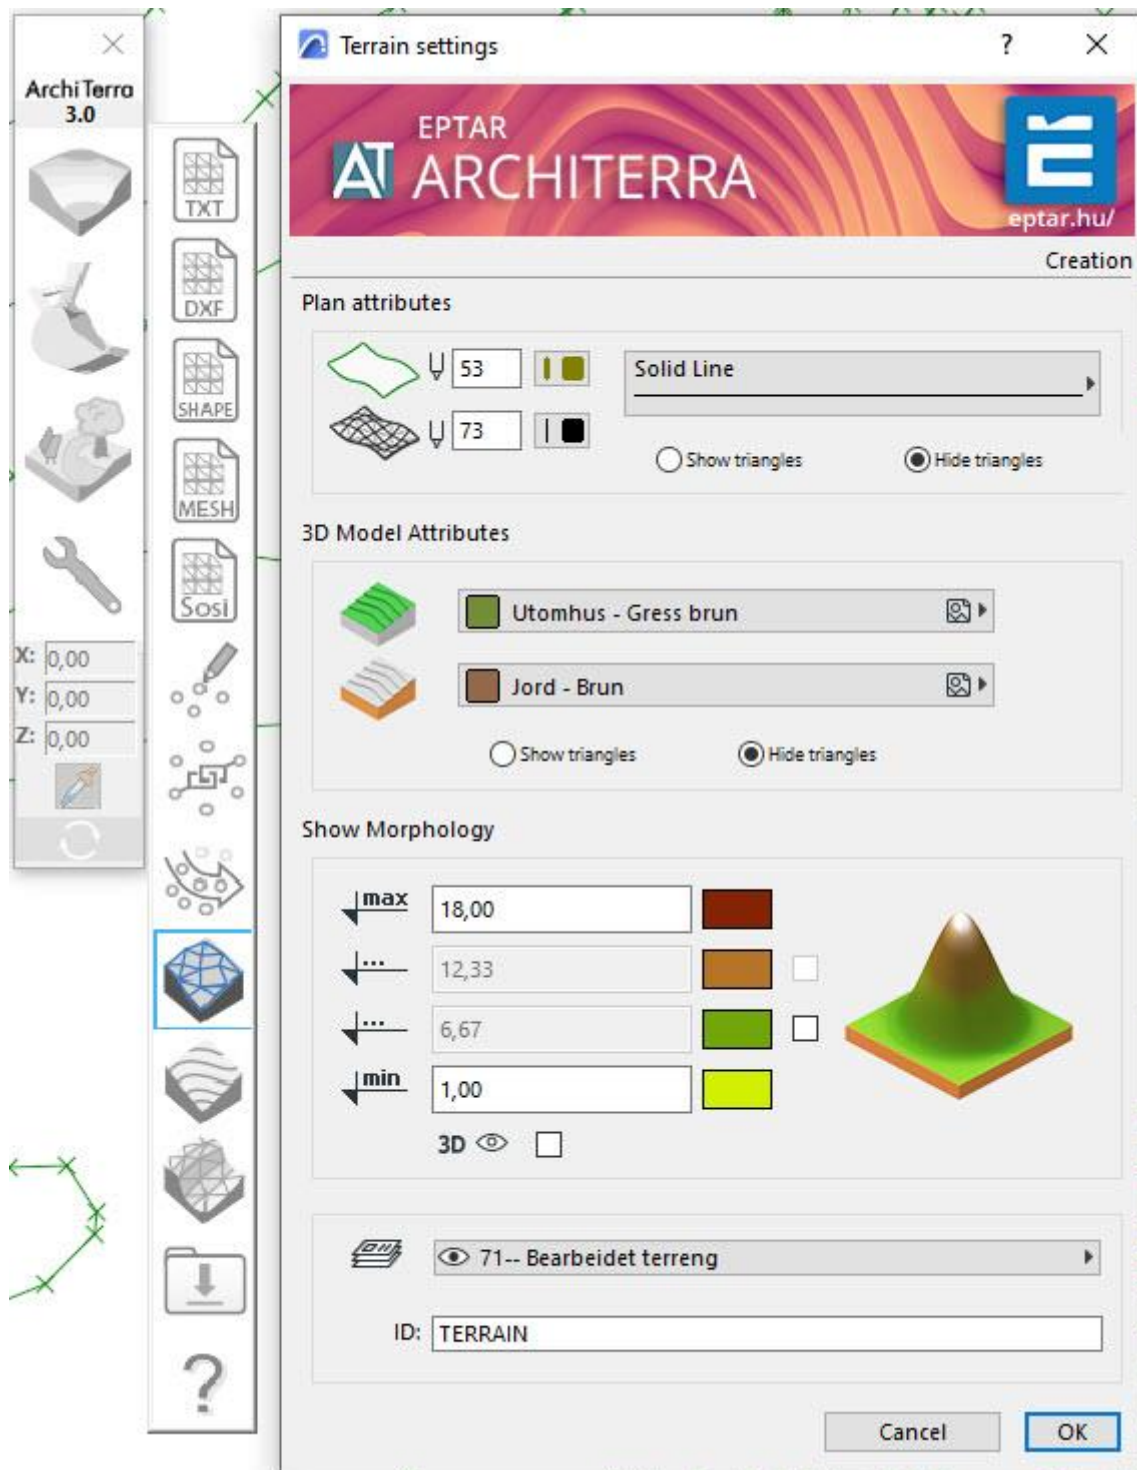 ArchiTerra
3.0
TXT
DXF
SHAPE
MESH
Sosi
X: 0,00
Y: 0,00
Z: 0,00
?
Terrain settings ?
EPTAR
AT ARCHITERRA
eptar.hu/
Creation
Plan attributes
53
Solid Line
73
Show triangles Hide triangles
3D Model Attributes
Utomhus - Gress brun
Jord - Brun
Show triangles Hide triangles
Show Morphology
max 18,00
... 12,33
... 6,67
min 1,00
3D
71-- Bearbeidet terreng
ID: TERRAIN
Cancel OK